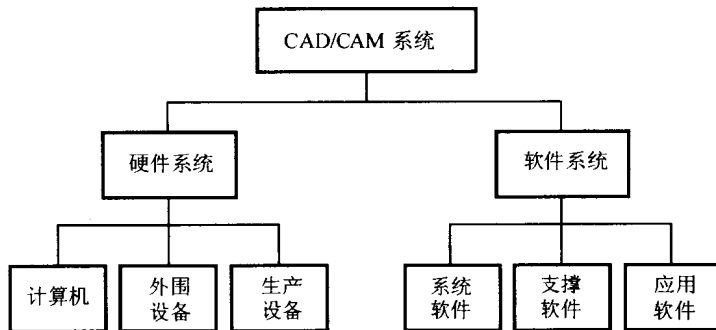 CAD/CAM 系统
硬件系统
软件系统
计算机
外围
设备
生产
设备
系统
软件
支撑
软件
应用
软件